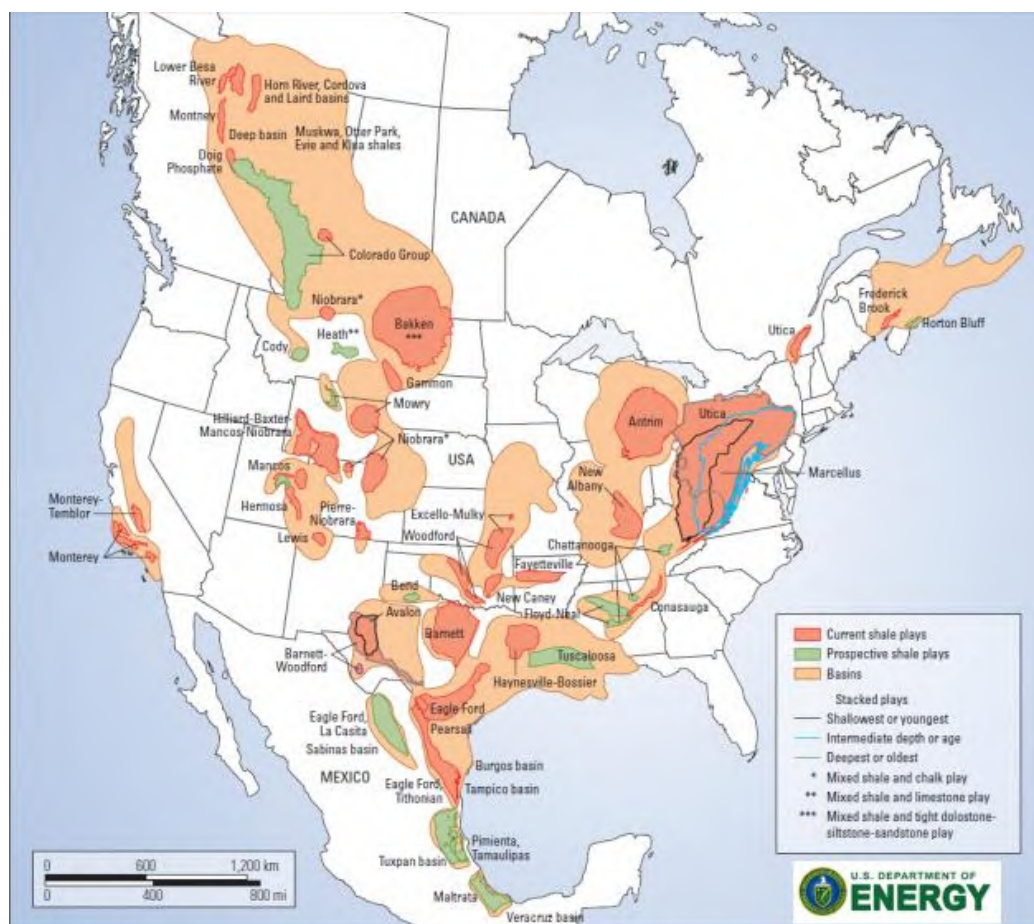 Lower Besa
River
Horn River, Cordova
and Laird basins
Montney
Deep basin
Muskwa, Otter Park,
Evie and Klua shales
Doig
Phosphate
CANADA
Colorado Group
Niobrara*
Bakken
***
Heath**
Cody
Gammon
Mowry
Hilliard-Baxter-
Mancos-Niobrara
Niobrara*
USA
Antrim
Utica
Utica
Frederick
Brook
Horton Bluff
Marcellus
Mancos
New
Albany
Monterey-
Temblor
Hermosa
Pierre-
Niobrara
Excello-Mulky
Woodford
Monterey
Lewis
Chattanooga
Fayetteville
Bend
New Caney
Floyd-Neal
Conasauga
Avalon
Barnett
Barnett-
Woodford
Tuscaloosa
Haynesville-Bossier
Eagle Ford,
La Casita
Eagle Ford
Pearsall
Sabinas basin
MEXICO
Burgos basin
Eagle Ford,
Tithonian
Tampico basin
Pimienta,
Tamaulipas
Tuxpan basin
Maltrata
Veracruz basin
Current shale plays
Prospective shale plays
Basins
Stacked plays
Shallowest or youngest
Intermediate depth or age
Deepest or oldest
* Mixed shale and chalk play
** Mixed shale and limestone play
*** Mixed shale and tight dolostone-
siltstone-sandstone play
0 600 1,200 km
0 400 800 mi
U.S. DEPARTMENT OF
ENERGY